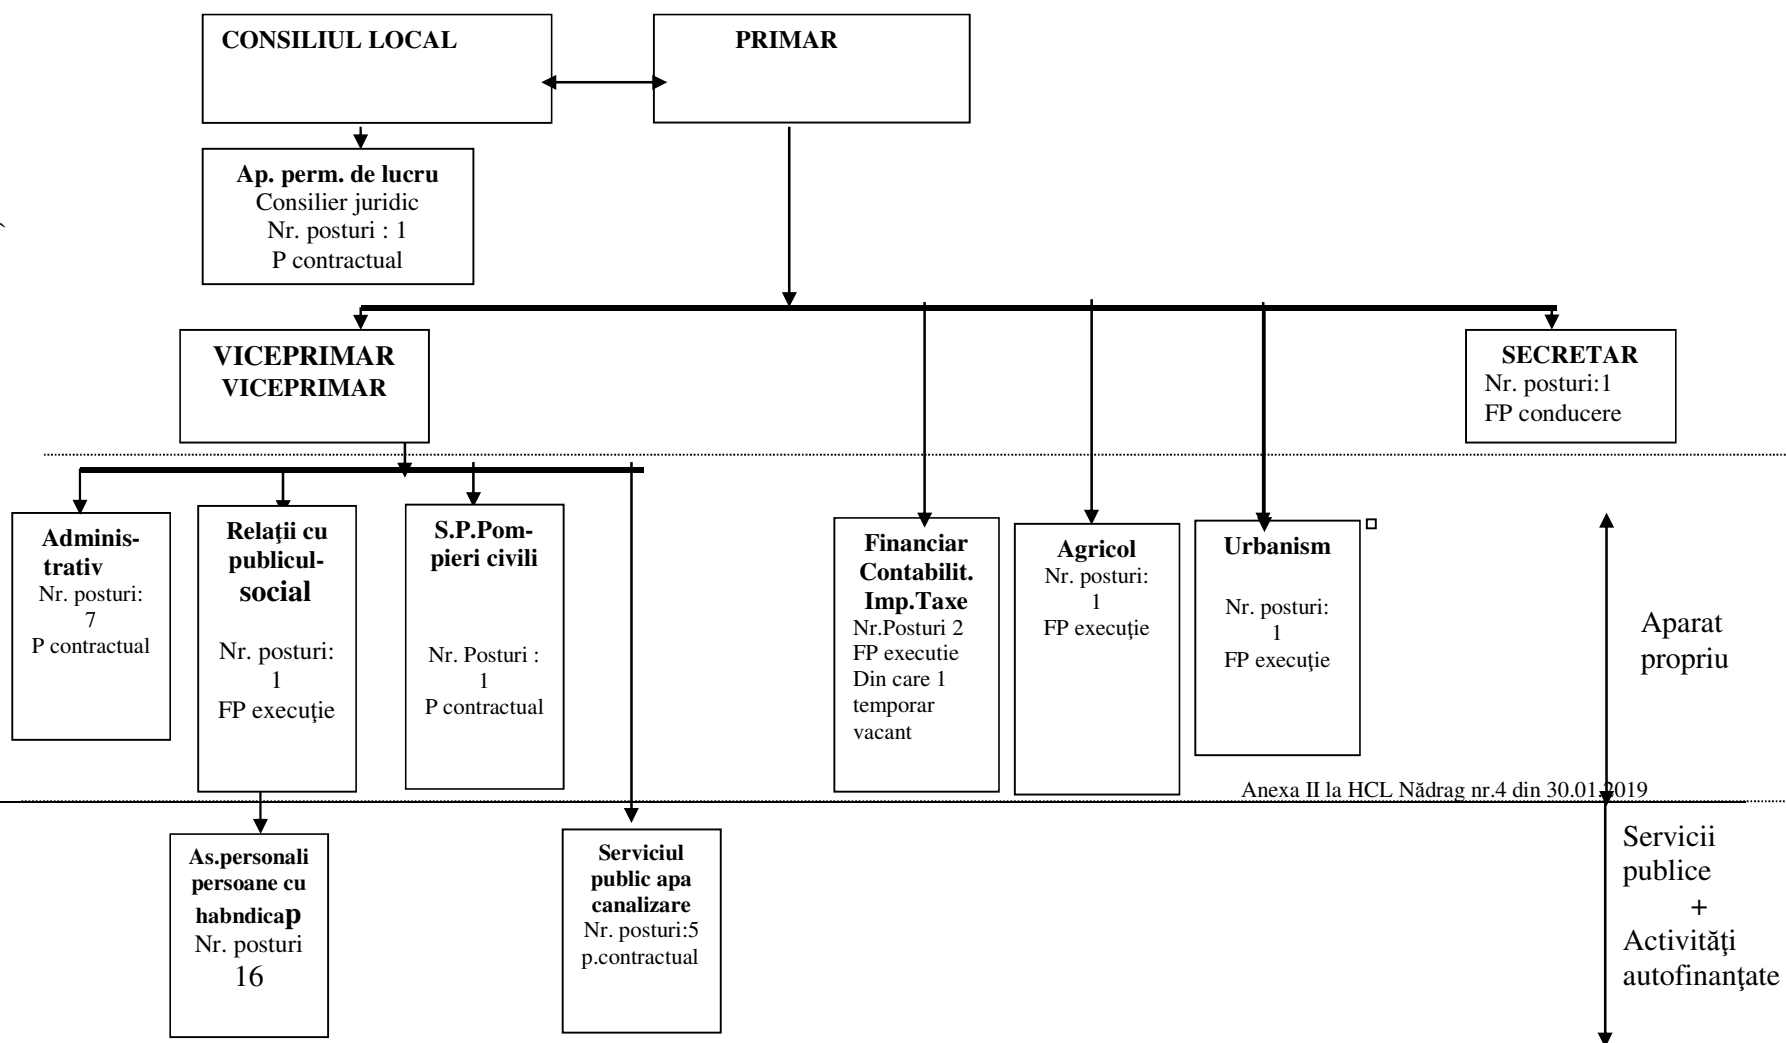 CONSILIUL LOCAL
PRIMAR
Ap. perm. de lucru
Consilier juridic
Nr. posturi : 1
P contractual
`
VICEPRIMAR
VICEPRIMAR
SECRETAR
Nr. posturi:1
FP conducere
Adminis-
trativ
Nr. posturi:
7
P contractual
Relaţii cu
publicul-
social
Nr. posturi:
1
FP execuţie
S.P.Pom-
pieri civili
Nr. Posturi :
1
P contractual
Financiar
Contabilit.
Imp.Taxe
Nr.Posturi 2
FP executie
Din care 1
temporar
vacant
Agricol
Nr. posturi:
1
FP execuţie
Urbanism
Nr. posturi:
1
FP execuţie
Aparat
propriu
Anexa II la HCL Nădrag nr.4 din 30.01.2019
As.personali
persoane cu
habndicap
Nr. posturi
16
Serviciul
public apa
canalizare
Nr. posturi:5
p.contractual
Servicii
publice
+
Activităţi
autofinanţate